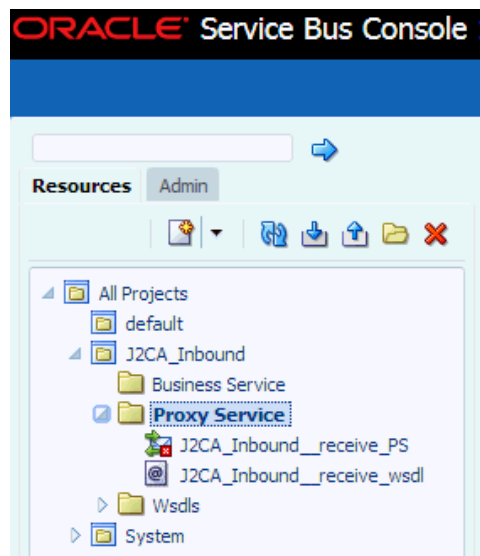 ORACLE Service Bus Console
Resources Admin
All Projects
default
J2CA_Inbound
Business Service
Proxy Service
J2CA_Inbound__receive_PS
J2CA_Inbound__receive_wsdl
Wsdls
System